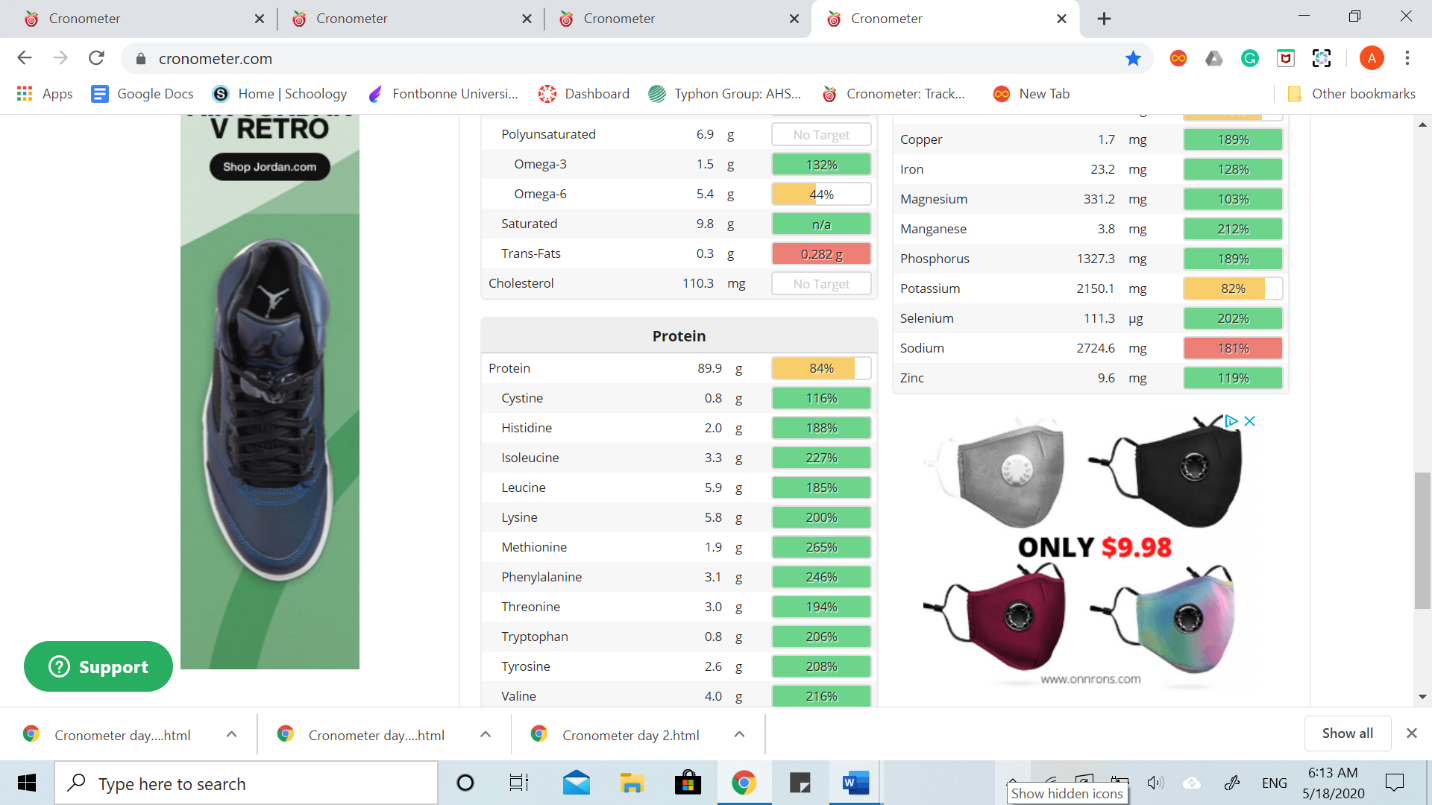 Cronometer
Cronometer
Cronometer
Cronometer
cronometer.com
A
Apps
Google Docs
Home | Schoology
Fontbonne Universi...
Dashboard
Typhon Group: AHS...
Cronometer: Track...
New Tab
Other bookmarks
V RETRO
Shop Jordan.com
Polyunsaturated 6.9 g No Target
Omega-3 1.5 g 132%
Omega-6 5.4 g 44%
Saturated 9.8 g n/a
Trans-Fats 0.3 g 0.282 g
Cholesterol 110.3 mg No Target
Protein
Protein 89.9 g 84%
Cystine 0.8 g 116%
Histidine 2.0 g 188%
Isoleucine 3.3 g 227%
Leucine 5.9 g 185%
Lysine 5.8 g 200%
Methionine 1.9 g 265%
Phenylalanine 3.1 g 246%
Threonine 3.0 g 194%
Tryptophan 0.8 g 206%
Tyrosine 2.6 g 208%
Valine 4.0 g 216%
Copper 1.7 mg 189%
Iron 23.2 mg 128%
Magnesium 331.2 mg 103%
Manganese 3.8 mg 212%
Phosphorus 1327.3 mg 189%
Potassium 2150.1 mg 82%
Selenium 111.3 µg 202%
Sodium 2724.6 mg 181%
Zinc 9.6 mg 119%
ONLY $9.98
www.onnrons.com
Support
Cronometer day....html
Cronometer day....html
Cronometer day 2.html
Show all
Type here to search
Show hidden icons
ENG
6:13 AM
5/18/2020